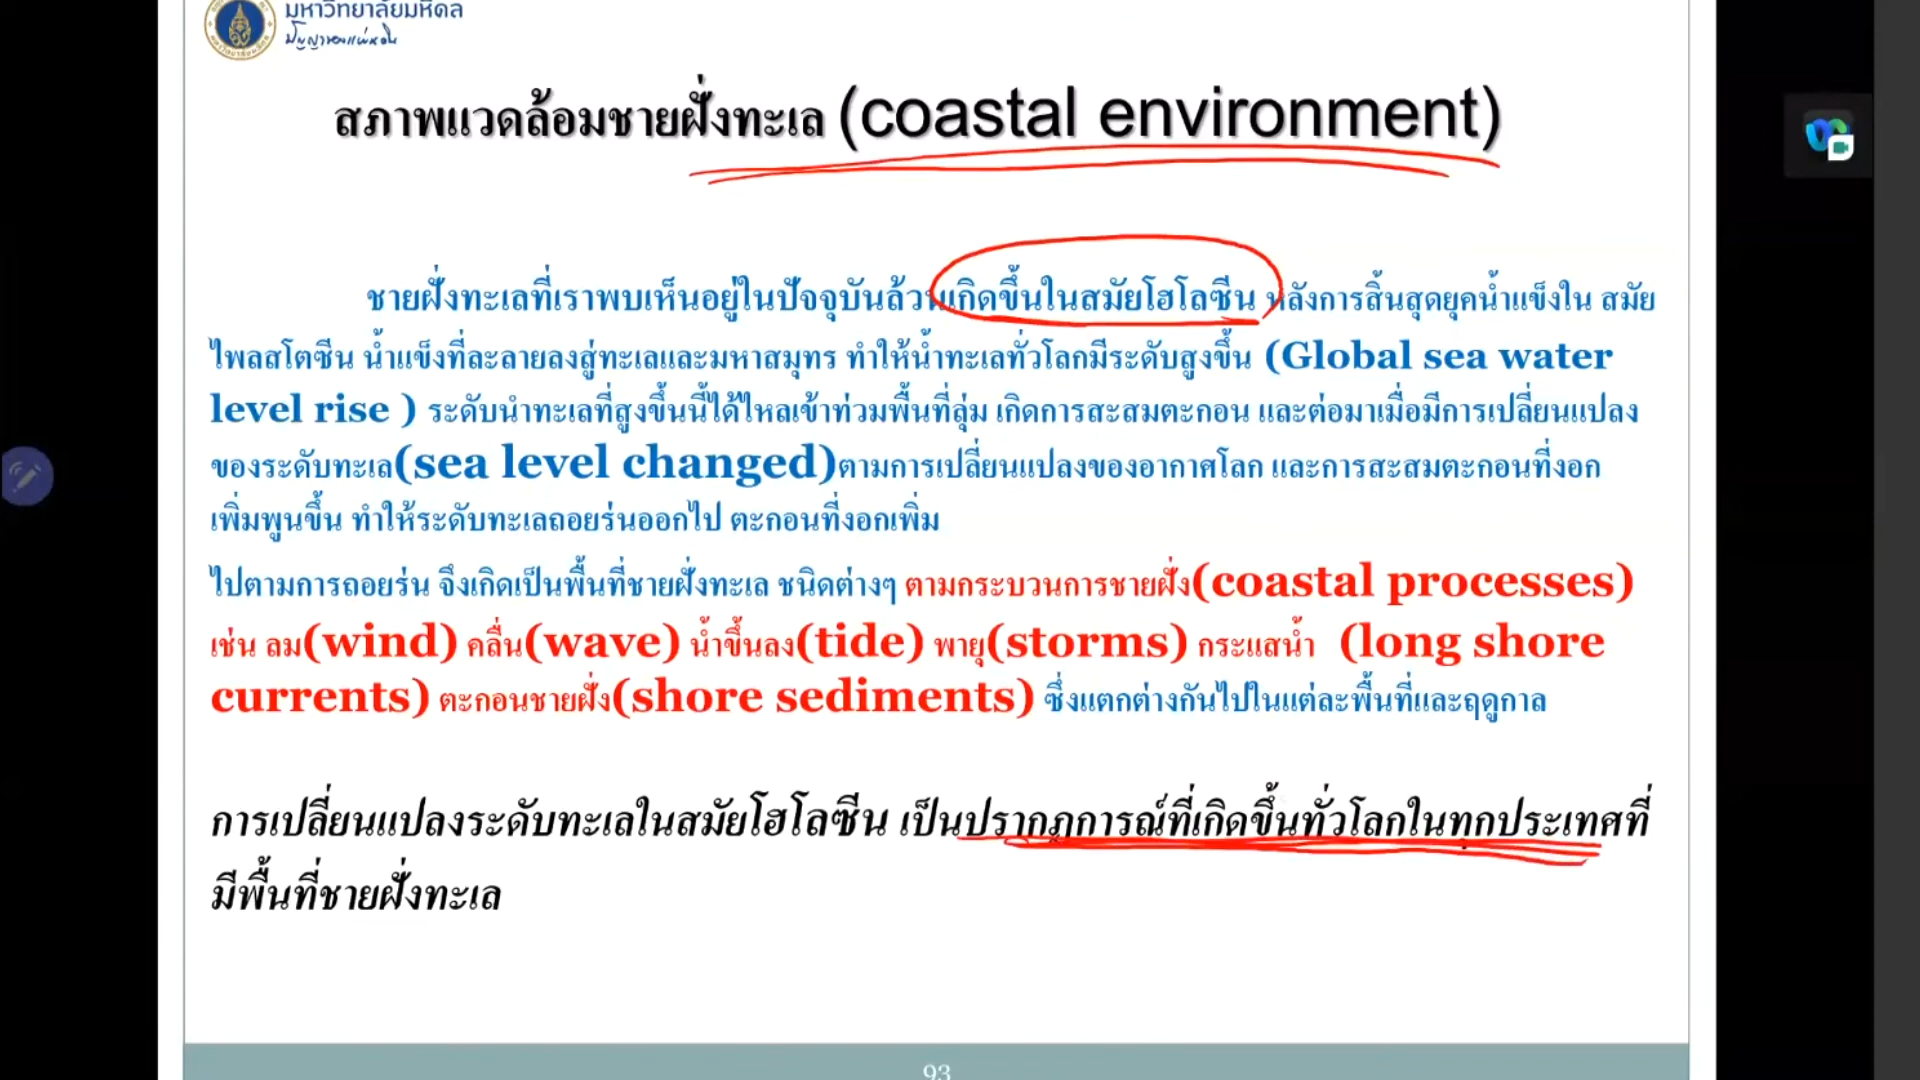 มหาวิทยาลัยมหิดล
ปัญญาของแผ่นดิน
สภาพแวดล้อมชายฝั่งทะเล (coastal environment)
ชายฝั่งทะเลที่เราพบเห็นอยู่ในปัจจุบันล้วนเกิดขึ้นในสมัยโฮโลซีน หลังการสิ้นสุดยุคน้ำแข็งใน สมัย
ไพลสโตซีน น้ำแข็งที่ละลายลงสู่ทะเลและมหาสมุทร ทำให้น้ำทะเลทั่วโลกมีระดับสูงขึ้น (Global sea water
level rise ) ระดับนำทะเลที่สูงขึ้นนี้ได้ไหลเข้าท่วมพื้นที่ลุ่ม เกิดการสะสมตะกอน และต่อมาเมื่อมีการเปลี่ยนแปลง
ของระดับทะเล(sea level changed)ตามการเปลี่ยนแปลงของอากาศโลก และการสะสมตะกอนที่งอก
เพิ่มพูนขึ้น ทำให้ระดับทะเลถอยร่นออกไป ตะกอนที่งอกเพิ่ม
ไปตามการถอยร่น จึงเกิดเป็นพื้นที่ชายฝั่งทะเล ชนิดต่างๆ ตามกระบวนการชายฝั่ง(coastal processes)
เช่น ลม(wind) คลื่น(wave) น้ำขึ้นลง(tide) พายุ(storms) กระแสน้ำ (long shore
currents) ตะกอนชายฝั่ง(shore sediments) ซึ่งแตกต่างกันไปในแต่ละพื้นที่และฤดูกาล
การเปลี่ยนแปลงระดับทะเลในสมัยโฮโลซีน เป็นปรากฏการณ์ที่เกิดขึ้นทั่วโลกในทุกประเทศที่
มีพื้นที่ชายฝั่งทะเล
93